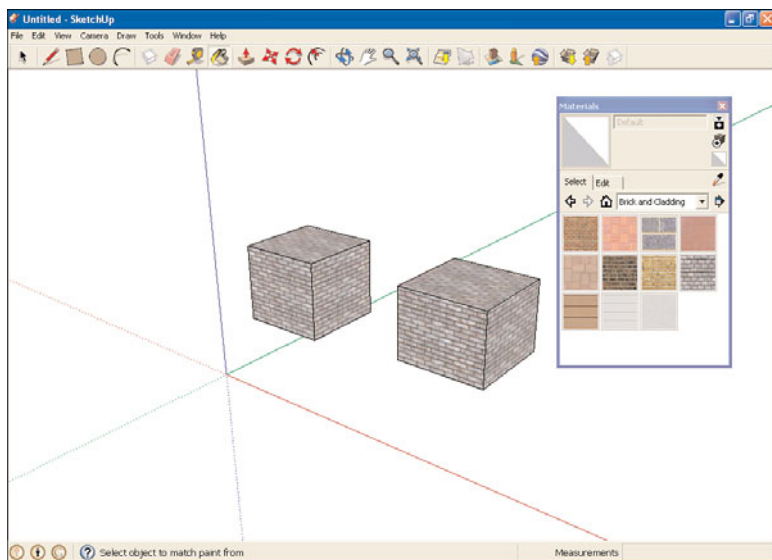 Untitled - SketchUp
File Edit View Camera Draw Tools Window Help
Materials
Default
Select Edit
Brick and Cladding
Select object to match paint from
Measurements